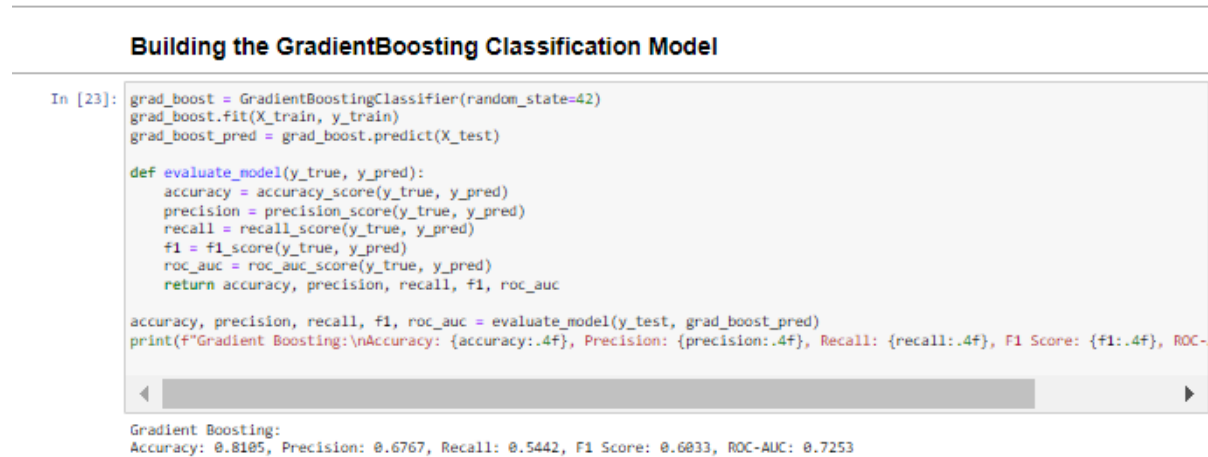 Building the GradientBoosting Classification Model
In [23]: grad_boost = GradientBoostingClassifier(random_state=42)
grad_boost.fit(X_train, y_train)
grad_boost_pred = grad_boost.predict(X_test)
def evaluate_model(y_true, y_pred):
    accuracy = accuracy_score(y_true, y_pred)
    precision = precision_score(y_true, y_pred)
    recall = recall_score(y_true, y_pred)
    f1 = f1_score(y_true, y_pred)
    roc_auc = roc_auc_score(y_true, y_pred)
    return accuracy, precision, recall, f1, roc_auc
accuracy, precision, recall, f1, roc_auc = evaluate_model(y_test, grad_boost_pred)
print(f"Gradient Boosting:\nAccuracy: {accuracy:.4f}, Precision: {precision:.4f}, Recall: {recall:.4f}, F1 Score: {f1:.4f}, ROC-
Gradient Boosting:
Accuracy: 0.8105, Precision: 0.6767, Recall: 0.5442, F1 Score: 0.6033, ROC-AUC: 0.7253